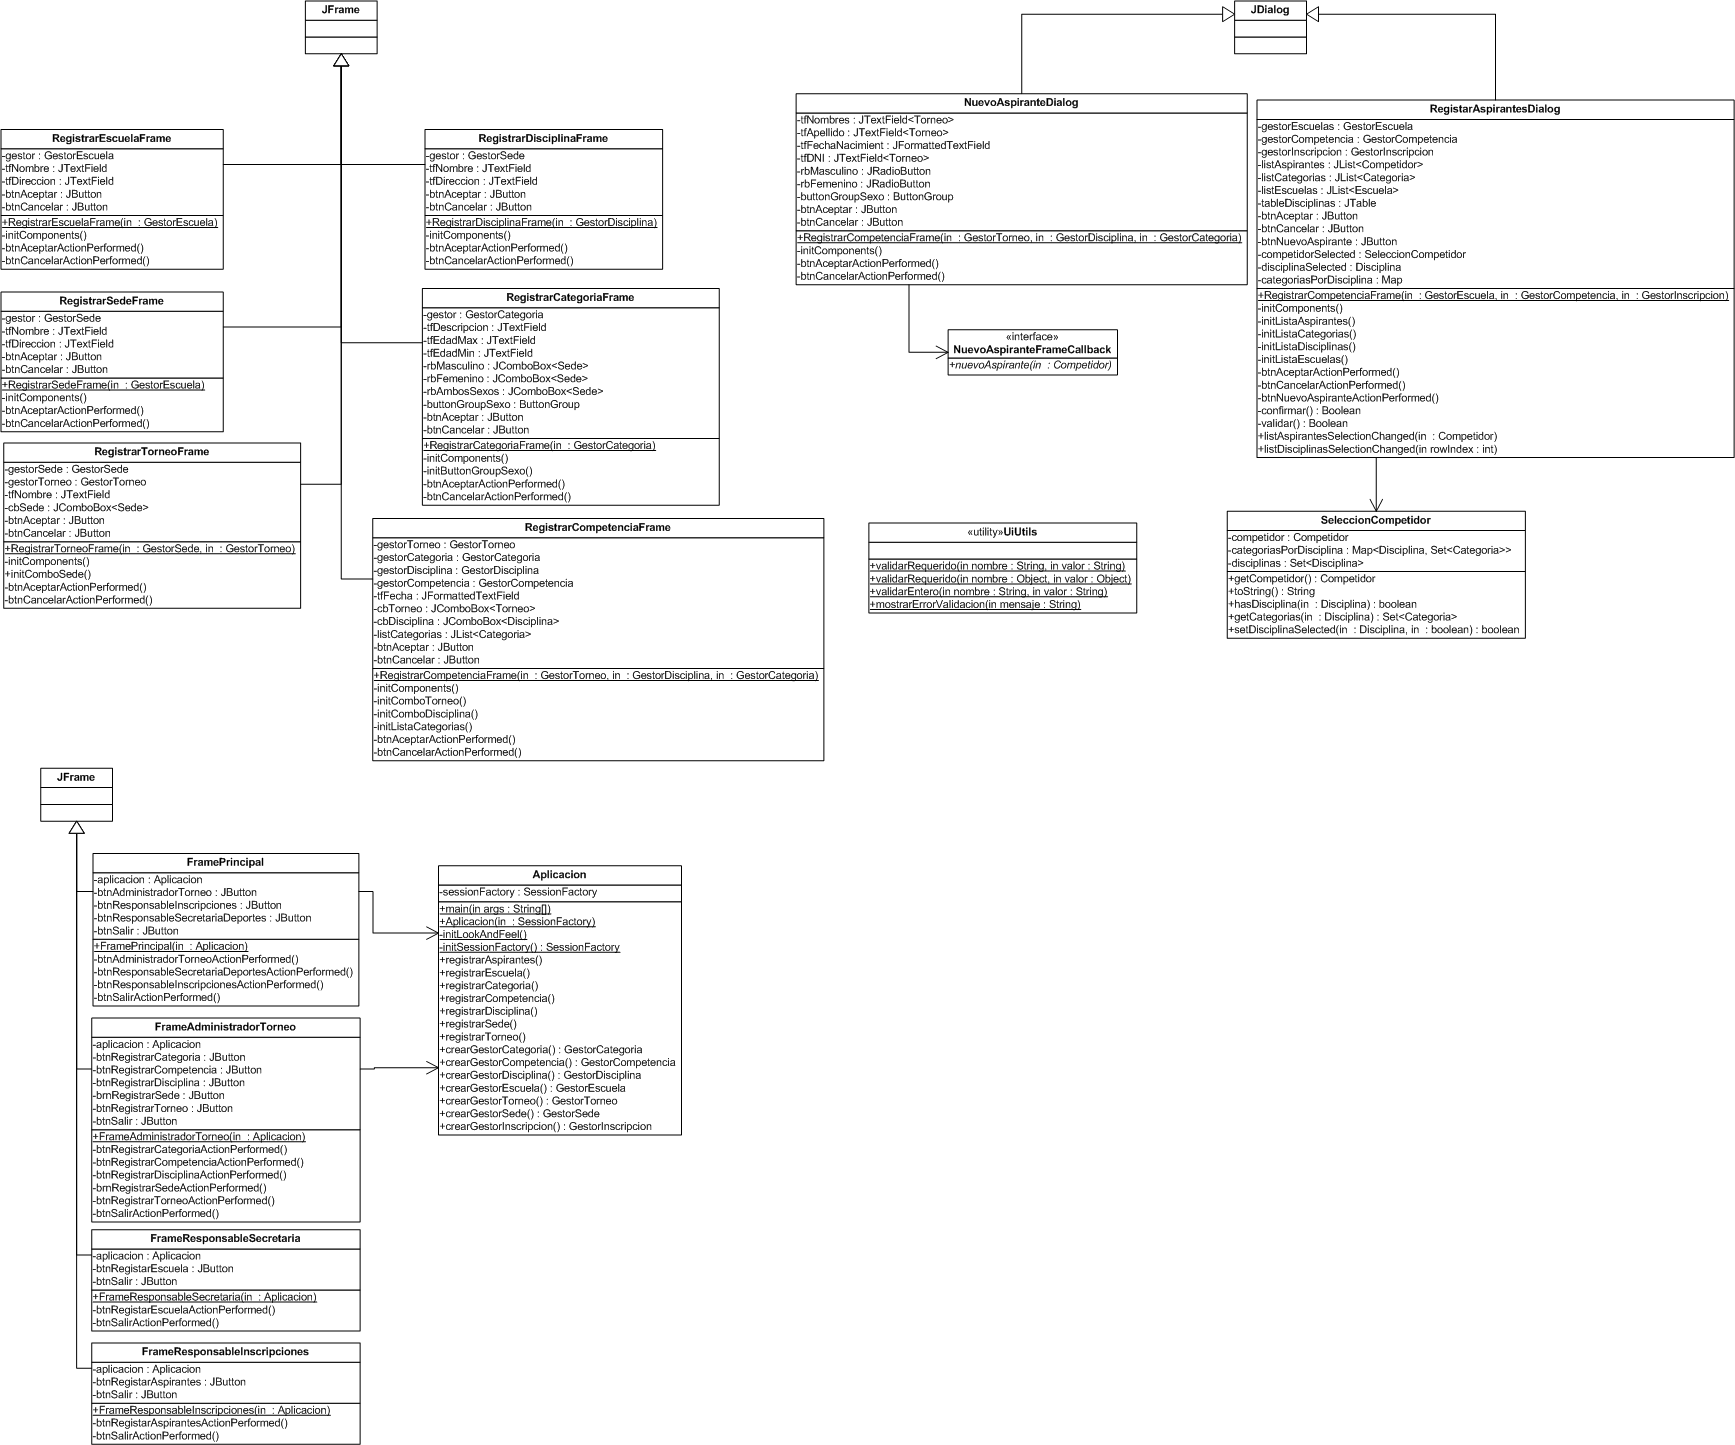 JFrame
RegistrarEscuelaFrame
-gestor : GestorEscuela
-tfNombre : JTextField
-tfDireccion : JTextField
-btnAceptar : JButton
-btnCancelar : JButton
+RegistrarEscuelaFrame(in : GestorEscuela)
-initComponents()
-btnAceptarActionPerformed()
-btnCancelarActionPerformed()
RegistrarDisciplinaFrame
-gestor : GestorSede
-tfNombre : JTextField
-tfDireccion : JTextField
-btnAceptar : JButton
-btnCancelar : JButton
+RegistrarDisciplinaFrame(in : GestorDisciplina)
-initComponents()
-btnAceptarActionPerformed()
-btnCancelarActionPerformed()
RegistrarSedeFrame
-gestor : GestorSede
-tfNombre : JTextField
-tfDireccion : JTextField
-btnAceptar : JButton
-btnCancelar : JButton
+RegistrarSedeFrame(in : GestorEscuela)
-initComponents()
-btnAceptarActionPerformed()
-btnCancelarActionPerformed()
RegistrarCategoriaFrame
-gestor : GestorCategoria
-tfDescripcion : JTextField
-tfEdadMax : JTextField
-tfEdadMin : JTextField
-rbMasculino : JComboBox<Sede>
-rbFemenino : JComboBox<Sede>
-rbAmbosSexos : JComboBox<Sede>
-buttonGroupSexo : ButtonGroup
-btnAceptar : JButton
-btnCancelar : JButton
+RegistrarCategoriaFrame(in : GestorCategoria)
-initComponents()
-initButtonGroupSexo()
-btnAceptarActionPerformed()
-btnCancelarActionPerformed()
RegistrarTorneoFrame
-gestorSede : GestorSede
-gestorTorneo : GestorTorneo
-tfNombre : JTextField
-cbSede : JComboBox<Sede>
-btnAceptar : JButton
-btnCancelar : JButton
+RegistrarTorneoFrame(in : GestorSede, in : GestorTorneo)
-initComponents()
+initComboSede()
-btnAceptarActionPerformed()
-btnCancelarActionPerformed()
RegistrarCompetenciaFrame
-gestorTorneo : GestorTorneo
-gestorCategoria : GestorCategoria
-gestorDisciplina : GestorDisciplina
-gestorCompetencia : GestorCompetencia
-tfFecha : JFormattedTextField
-cbTorneo : JComboBox<Torneo>
-cbDisciplina : JComboBox<Disciplina>
-listCategorias : JList<Categoria>
-btnAceptar : JButton
-btnCancelar : JButton
+RegistrarCompetenciaFrame(in : GestorTorneo, in : GestorDisciplina, in : GestorCategoria)
-initComponents()
-initComboTorneo()
-initComboDisciplina()
-initListaCategorias()
-btnAceptarActionPerformed()
-btnCancelarActionPerformed()
JDialog
NuevoAspiranteDialog
-tfNombres : JTextField<Torneo>
-tfApellido : JTextField<Torneo>
-tfFechaNacimient : JFormattedTextField
-tfDNI : JTextField<Torneo>
-rbMasculino : JRadioButton
-rbFemenino : JRadioButton
-buttonGroupSexo : ButtonGroup
-btnAceptar : JButton
-btnCancelar : JButton
+RegistrarCompetenciaFrame(in : GestorTorneo, in : GestorDisciplina, in : GestorCategoria)
-initComponents()
-btnAceptarActionPerformed()
-btnCancelarActionPerformed()
«interface»
NuevoAspiranteFrameCallback
+nuevoAspirante(in : Competidor)
RegistarAspirantesDialog
-gestorEscuelas : GestorEscuela
-gestorCompetencia : GestorCompetencia
-gestorInscripcion : GestorInscripcion
-listAspirantes : JList<Competidor>
-listCategorias : JList<Categoria>
-listEscuelas : JList<Escuela>
-tableDisciplinas : JTable
-btnAceptar : JButton
-btnCancelar : JButton
-btnNuevoAspirante : JButton
-competidorSelected : SeleccionCompetidor
-disciplinaSelected : Disciplina
-categoriasPorDisciplina : Map
+RegistrarCompetenciaFrame(in : GestorEscuela, in : GestorCompetencia, in : GestorInscripcion)
-initComponents()
-initListaAspirantes()
-initListaCategorias()
-initListaDisciplinas()
-initListaEscuelas()
-btnAceptarActionPerformed()
-btnCancelarActionPerformed()
-btnNuevoAspiranteActionPerformed()
-confirmar() : Boolean
-validar() : Boolean
+listAspirantesSelectionChanged(in : Competidor)
+listDisciplinasSelectionChanged(in rowIndex : int)
«utility»UiUtils
+validarRequerido(in nombre : String, in valor : String)
+validarRequerido(in nombre : Object, in valor : Object)
+validarEntero(in nombre : String, in valor : String)
+mostrarErrorValidacion(in mensaje : String)
SeleccionCompetidor
-competidor : Competidor
-categoriasPorDisciplina : Map<Disciplina, Set<Categoria>>
-disciplinas : Set<Disciplina>
+getCompetidor() : Competidor
+toString() : String
+hasDisciplina(in : Disciplina) : boolean
+getCategorias(in : Disciplina) : Set<Categoria>
+setDisciplinaSelected(in : Disciplina, in : boolean) : boolean
JFrame
FramePrincipal
-aplicacion : Aplicacion
-btnAdministradorTorneo : JButton
-btnResponsableInscripciones : JButton
-btnResponsableSecretariaDeportes : JButton
-btnSalir : JButton
+FramePrincipal(in : Aplicacion)
-btnAdministradorTorneoActionPerformed()
-btnResponsableSecretariaDeportesActionPerformed()
-btnResponsableInscripcionesActionPerformed()
-btnSalirActionPerformed()
Aplicacion
-sessionFactory : SessionFactory
+main(in args : String[])
+Aplicacion(in : SessionFactory)
-initLookAndFeel()
-initSessionFactory() : SessionFactory
+registrarAspirantes()
+registrarEscuela()
+registrarCategoria()
+registrarCompetencia()
+registrarDisciplina()
+registrarSede()
+registrarTorneo()
+crearGestorCategoria() : GestorCategoria
+crearGestorCompetencia() : GestorCompetencia
+crearGestorDisciplina() : GestorDisciplina
+crearGestorEscuela() : GestorEscuela
+crearGestorTorneo() : GestorTorneo
+crearGestorSede() : GestorSede
+crearGestorInscripcion() : GestorInscripcion
FrameAdministradorTorneo
-aplicacion : Aplicacion
-btnRegistrarCategoria : JButton
-btnRegistrarCompetencia : JButton
-btnRegistrarDisciplina : JButton
-brnRegistrarSede : JButton
-btnRegistrarTorneo : JButton
-btnSalir : JButton
+FrameAdministradorTorneo(in : Aplicacion)
-btnRegistrarCategoriaActionPerformed()
-btnRegistrarCompetenciaActionPerformed()
-btnRegistrarDisciplinaActionPerformed()
-brnRegistrarSedeActionPerformed()
-btnRegistrarTorneoActionPerformed()
-btnSalirActionPerformed()
FrameResponsableSecretaria
-aplicacion : Aplicacion
-btnRegistarEscuela : JButton
-btnSalir : JButton
+FrameResponsableSecretaria(in : Aplicacion)
-btnRegistarEscuelaActionPerformed()
-btnSalirActionPerformed()
FrameResponsableInscripciones
-aplicacion : Aplicacion
-btnRegistarAspirantes : JButton
-btnSalir : JButton
+FrameResponsableInscripciones(in : Aplicacion)
-btnRegistarAspirantesActionPerformed()
-btnSalirActionPerformed()